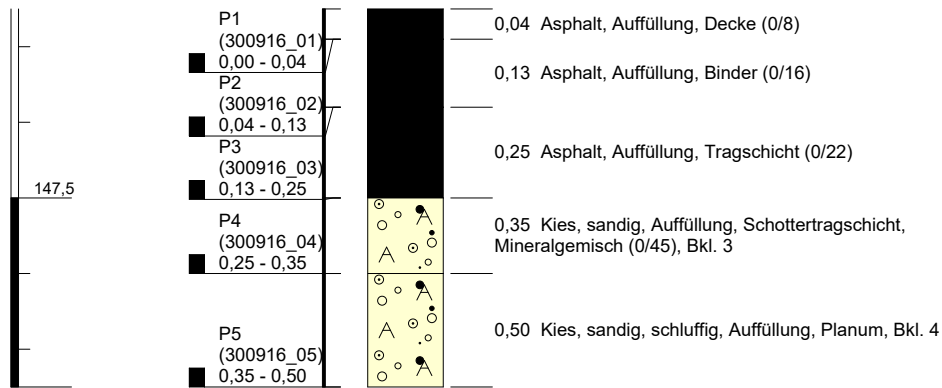 P1
(300916_01)
0,00 - 0,04
P2
(300916_02)
0,04 - 0,13
P3
(300916_03)
0,13 - 0,25
P4
(300916_04)
0,25 - 0,35
P5
(300916_05)
0,35 - 0,50
147,5
0,04 Asphalt, Auffüllung, Decke (0/8)
0,13 Asphalt, Auffüllung, Binder (0/16)
0,25 Asphalt, Auffüllung, Tragschicht (0/22)
0,35 Kies, sandig, Auffüllung, Schottertragschicht,
Mineralgemisch (0/45), Bkl. 3
0,50 Kies, sandig, schluffig, Auffüllung, Planum, Bkl. 4
A
A
A
A
A